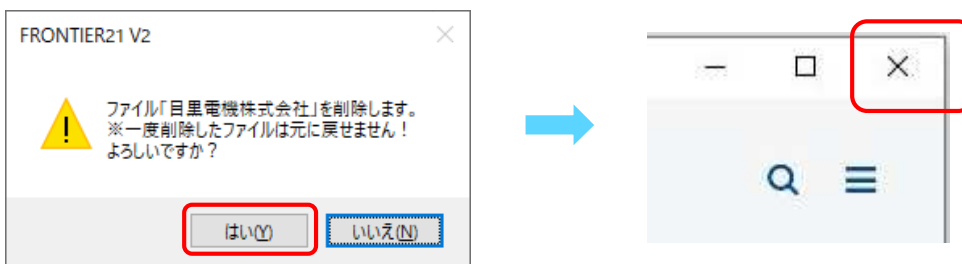 FRONTIER21 V2
ファイル「目黒電機株式会社」を削除します。
※一度削除したファイルは元に戻せません！
よろしいですか？
はい(Y)
いいえ(N)